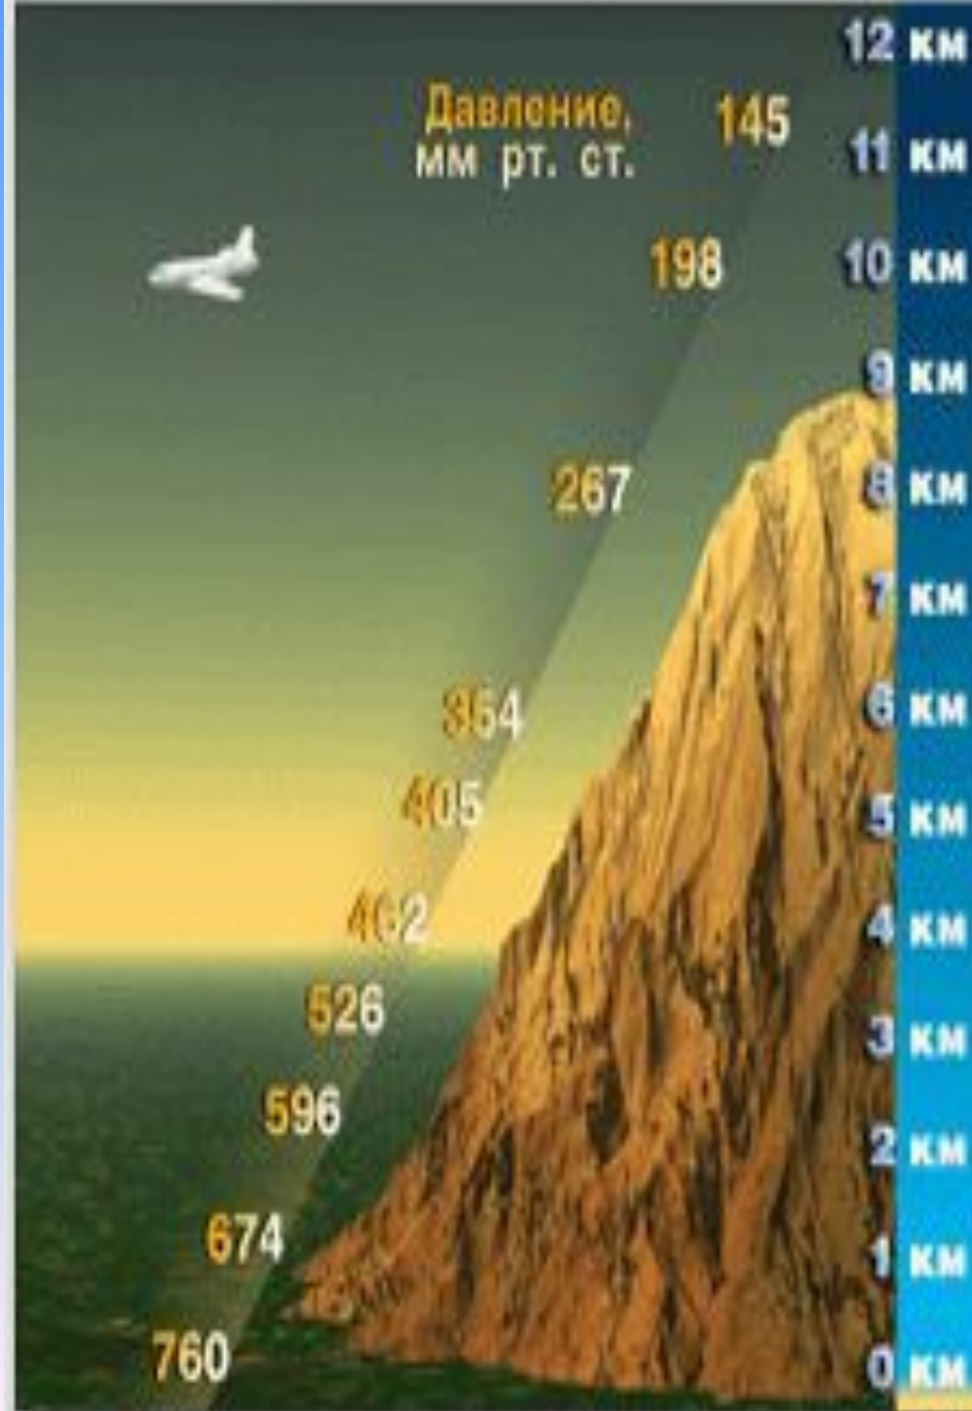 12 км
Давление, 145
мм рт. ст.
11 км
198 10 км
9 км
267 8 км
7 км
364 6 км
405 5 км
462 4 км
526 3 км
596 2 км
674 1 км
760 0 км